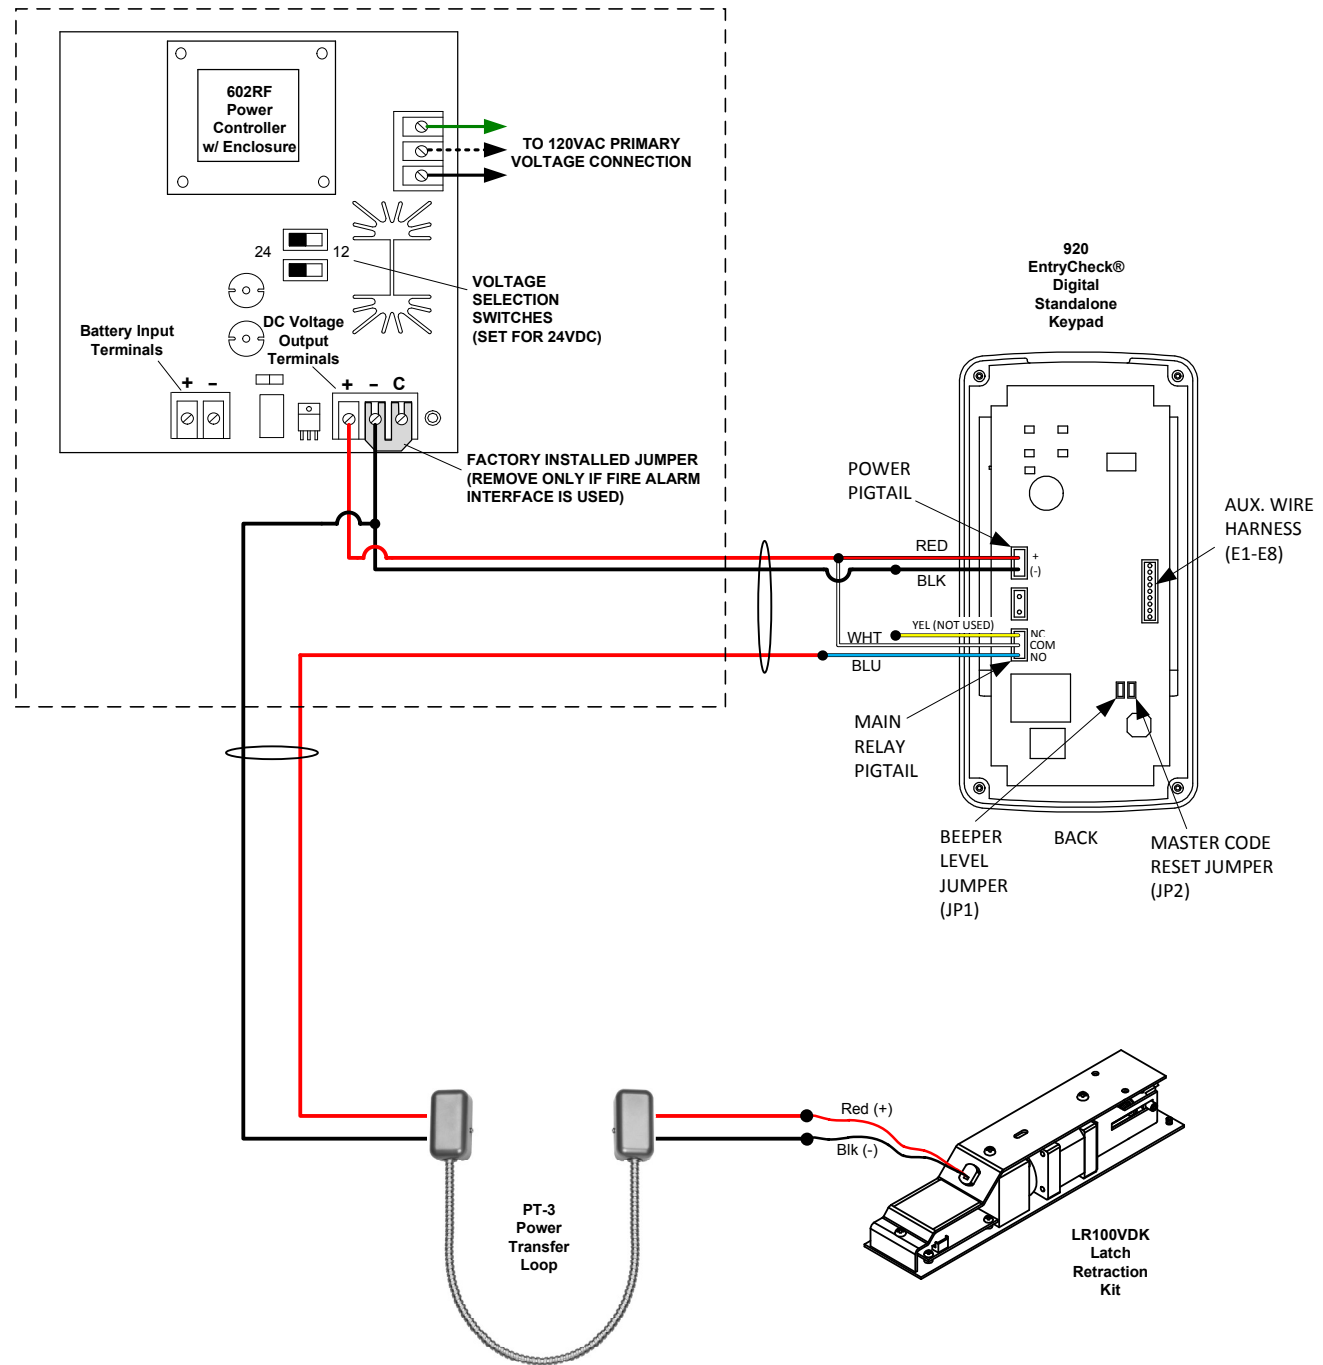 602RF
Power
Controller
w/ Enclosure
TO 120VAC PRIMARY
VOLTAGE CONNECTION
24
12
VOLTAGE
SELECTION
SWITCHES
(SET FOR 24VDC)
Battery Input
Terminals
DC Voltage
Output
Terminals
+ −
+ − C
FACTORY INSTALLED JUMPER
(REMOVE ONLY IF FIRE ALARM
INTERFACE IS USED)
920
EntryCheck®
Digital
Standalone
Keypad
POWER
PIGTAIL
AUX. WIRE
HARNESS
(E1-E8)
RED
+
(-)
BLK
YEL (NOT USED)
NC
WHT
COM
NO
BLU
MAIN
RELAY
PIGTAIL
BEEPER
LEVEL
JUMPER
(JP1)
BACK
MASTER CODE
RESET JUMPER
(JP2)
Red (+)
Blk (-)
PT-3
Power
Transfer
Loop
LR100VDK
Latch
Retraction
Kit